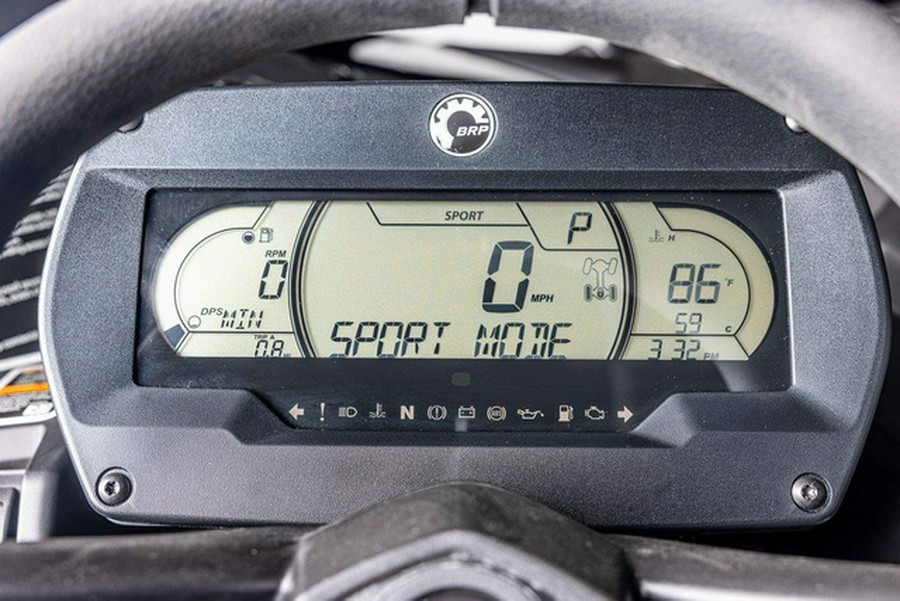 BRP
SPORT
P
H
RPM
0
0 MPH
86 °F
DPS MIN
59
C
SPORT MODE
TRIP A
0.8 MI
3:32 PM
! N ABS